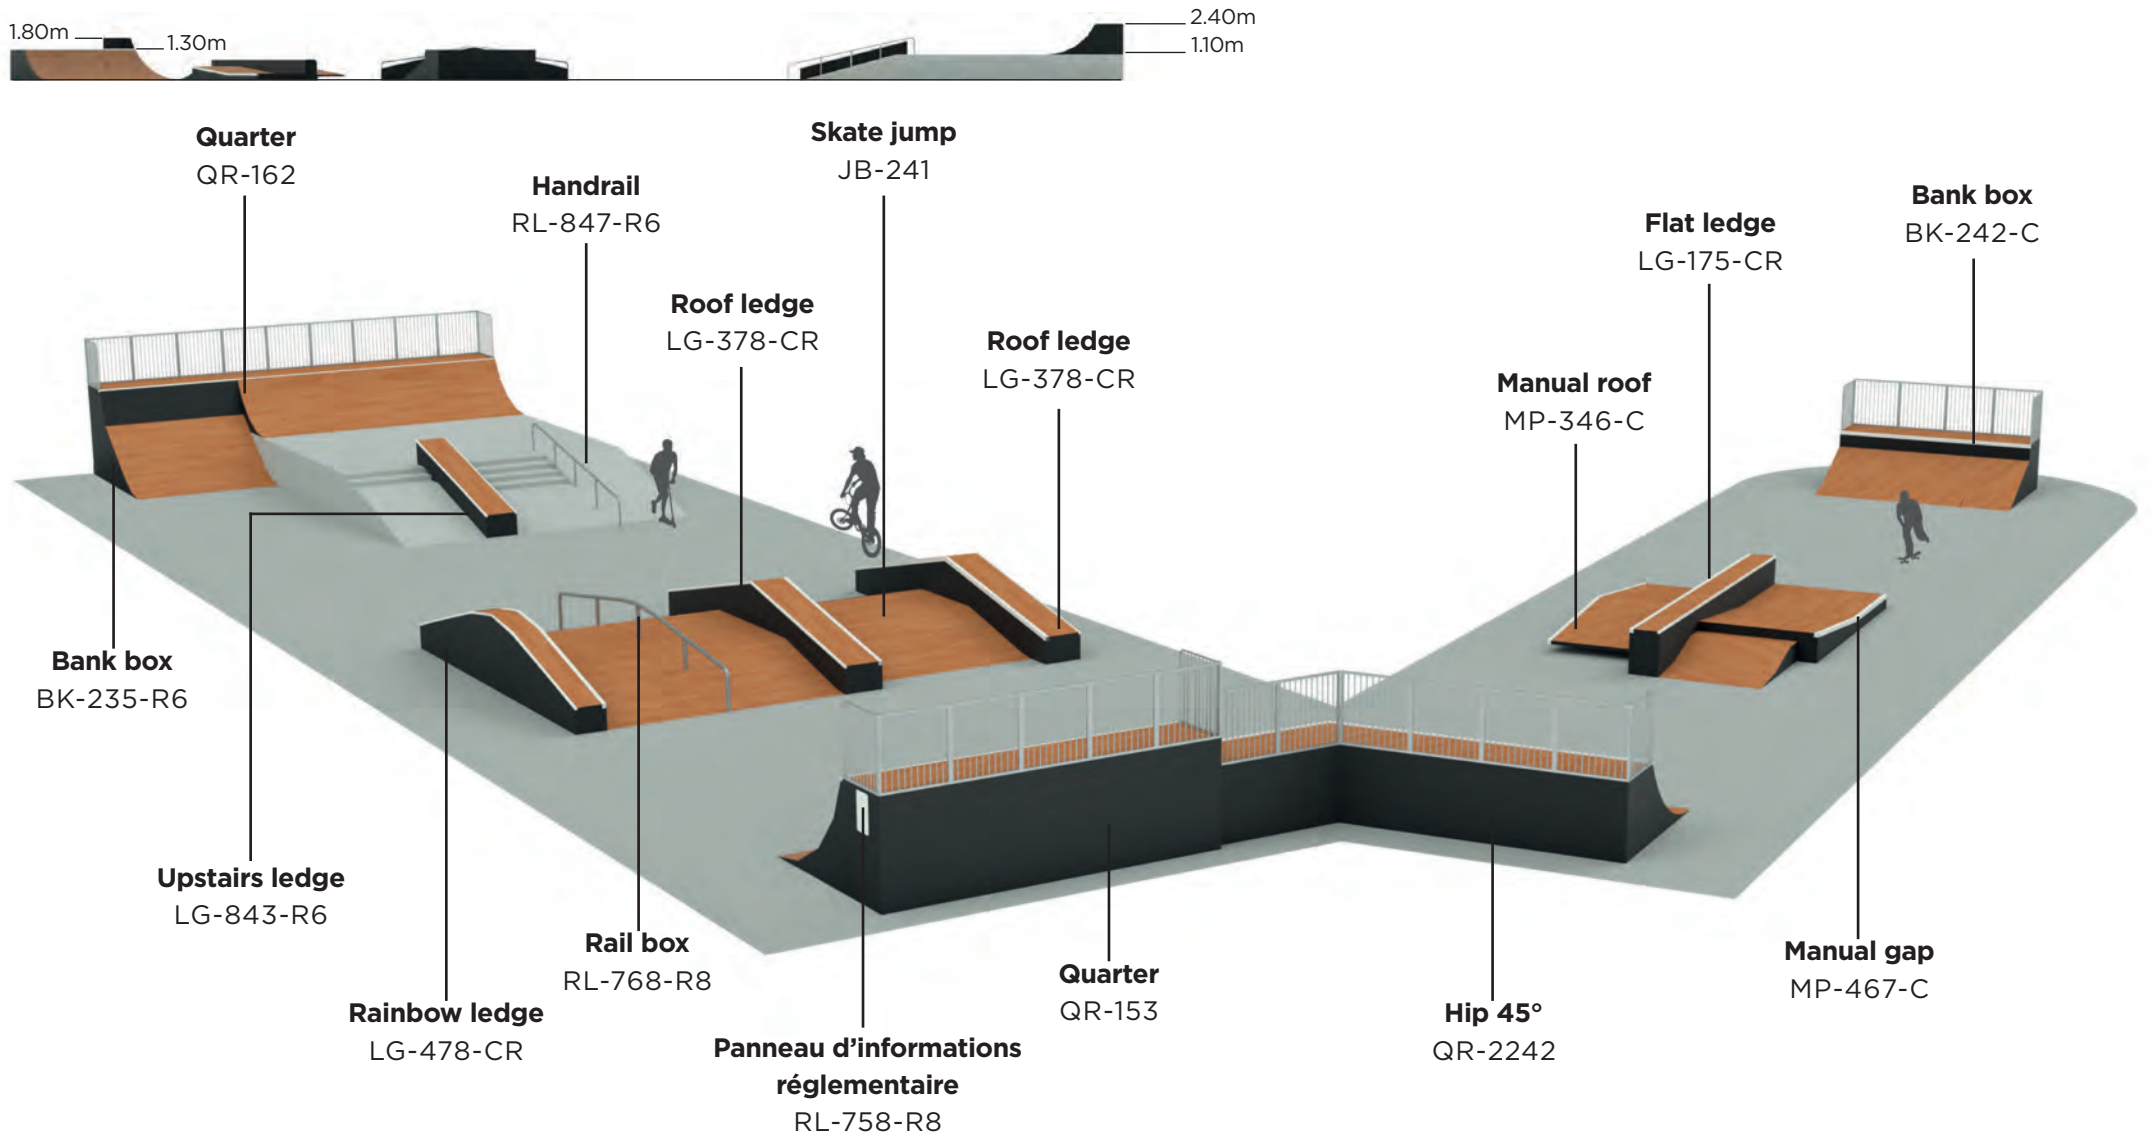 1.80m
1.30m
2.40m
1.10m
Quarter
QR-162
Handrail
RL-847-R6
Skate jump
JB-241
Roof ledge
LG-378-CR
Roof ledge
LG-378-CR
Bank box
BK-242-C
Flat ledge
LG-175-CR
Manual roof
MP-346-C
Bank box
BK-235-R6
Upstairs ledge
LG-843-R6
Rainbow ledge
LG-478-CR
Rail box
RL-768-R8
Panneau d’informations
réglementaire
RL-758-R8
Quarter
QR-153
Hip 45°
QR-2242
Manual gap
MP-467-C